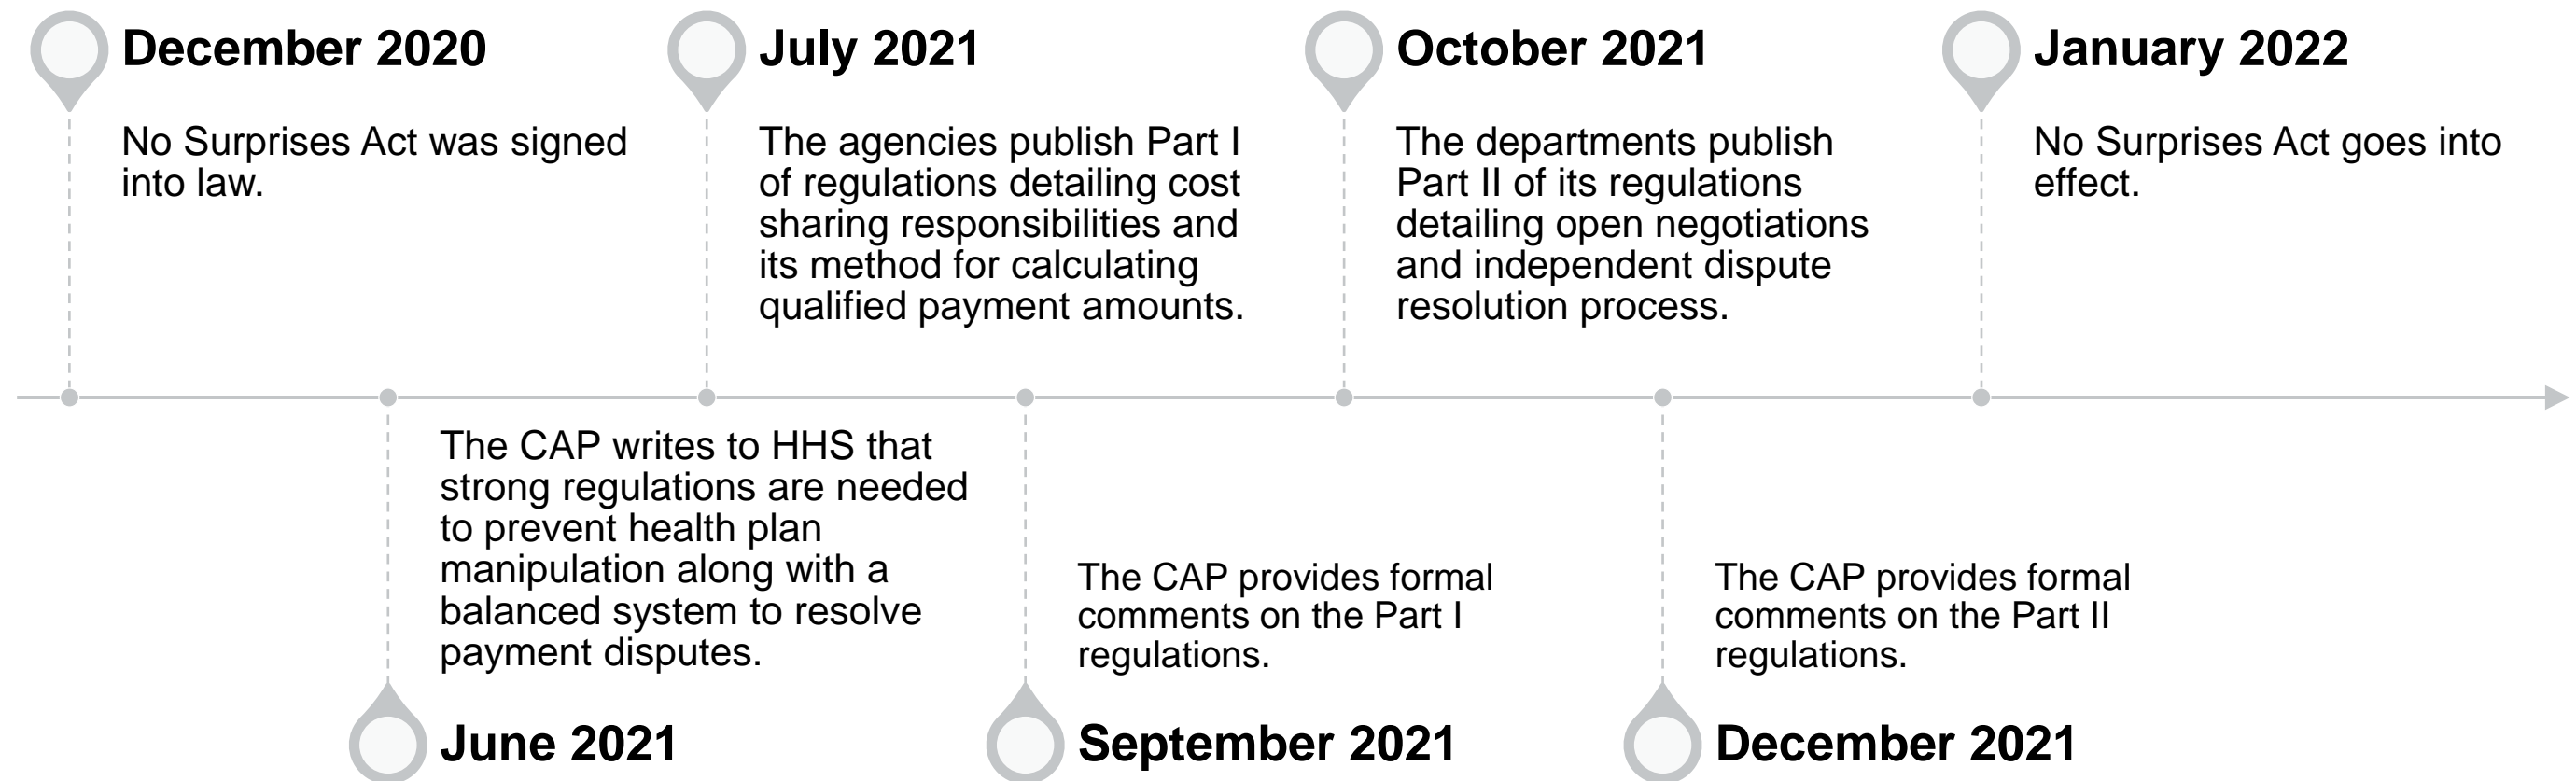 December 2020
No Surprises Act was signed
into law.
July 2021
The agencies publish Part I
of regulations detailing cost
sharing responsibilities and
its method for calculating
qualified payment amounts.
October 2021
The departments publish
Part II of its regulations
detailing open negotiations
and independent dispute
resolution process.
January 2022
No Surprises Act goes into
effect.
The CAP writes to HHS that
strong regulations are needed
to prevent health plan
manipulation along with a
balanced system to resolve
payment disputes.
June 2021
The CAP provides formal
comments on the Part I
regulations.
September 2021
The CAP provides formal
comments on the Part II
regulations.
December 2021